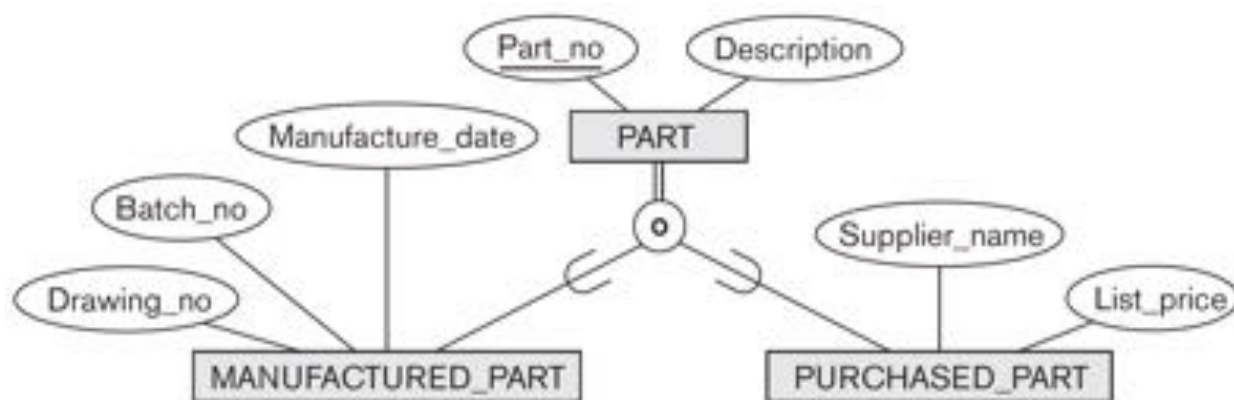 Part_no
Description
Manufacture_date
PART
Batch_no
o
Supplier_name
Drawing_no
List_price
MANUFACTURED_PART
PURCHASED_PART